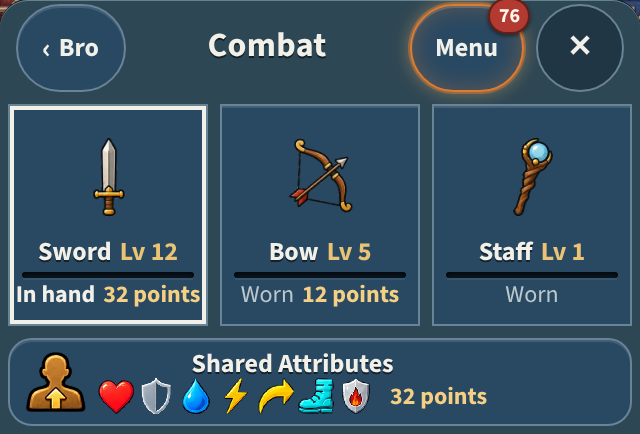 ‹ Bro
Combat
Menu
76
✕
Sword Lv 12
In hand 32 points
Bow Lv 5
Worn 12 points
Staff Lv 1
Worn
Shared Attributes
32 points